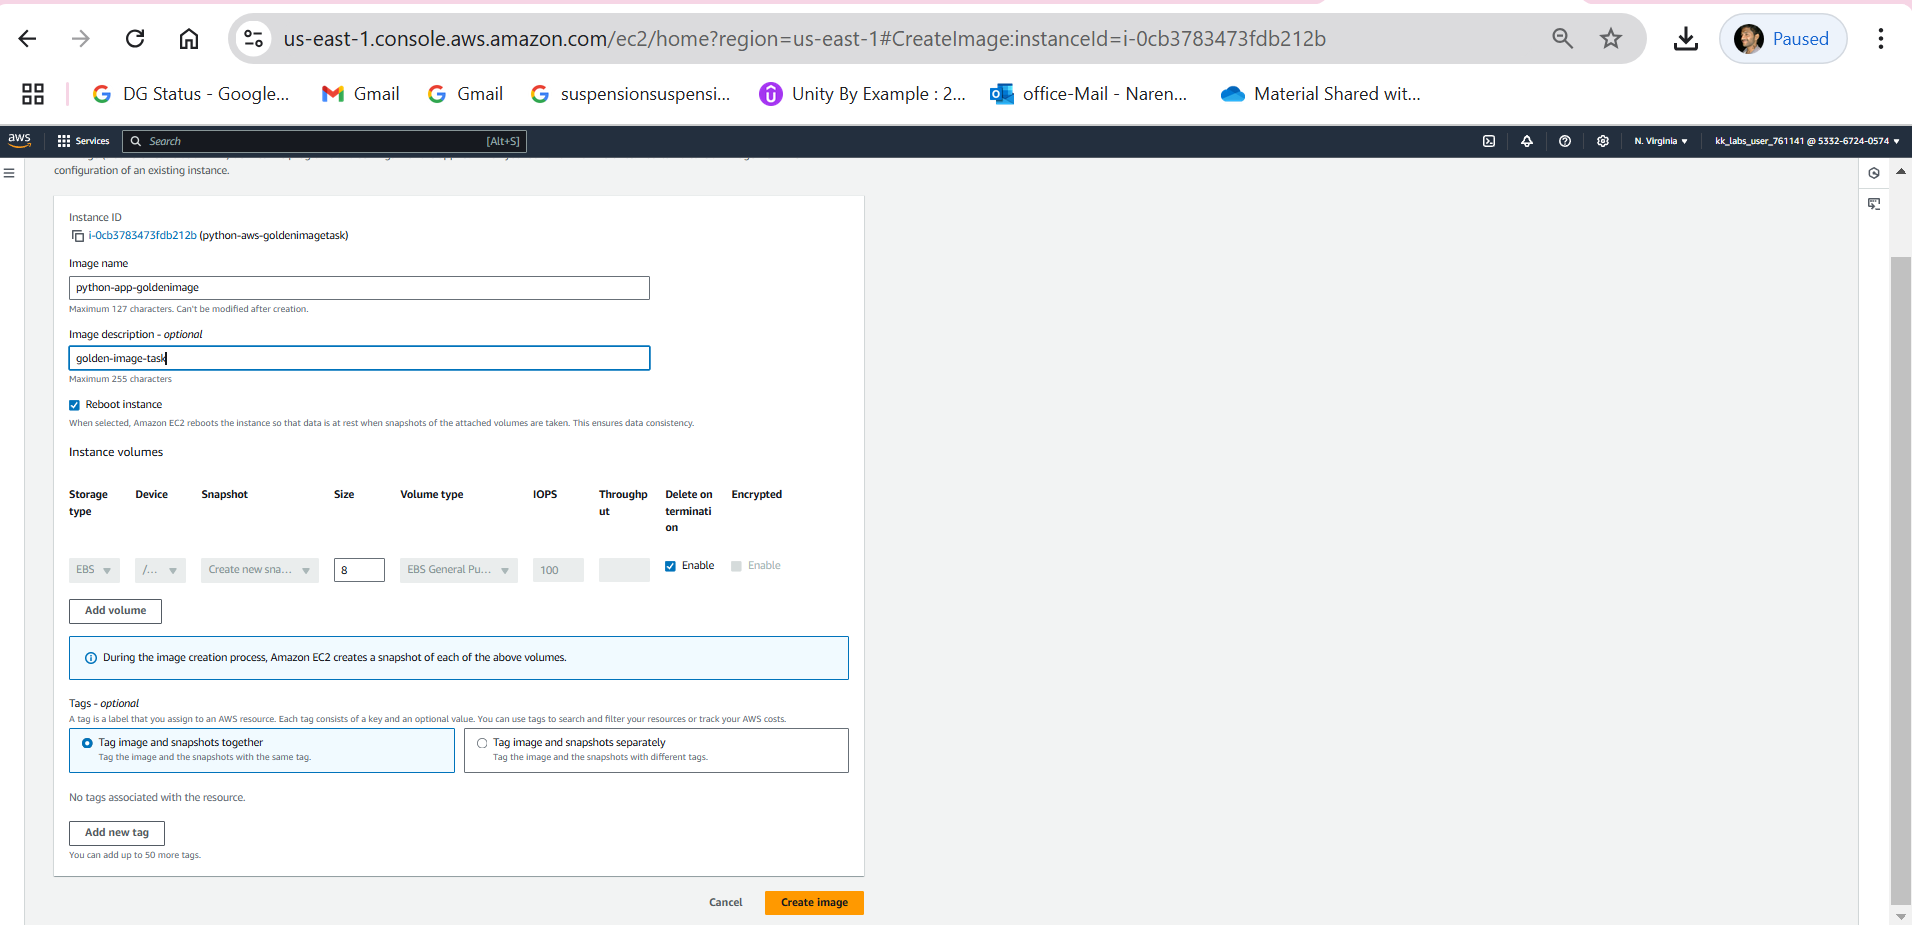 us-east-1.console.aws.amazon.com/ec2/home?region=us-east-1#CreateImage:instanceId=i-0cb3783473fdb212b
Paused
DG Status - Google...
Gmail
Gmail
suspensionsuspensi...
Unity By Example : 2...
office-Mail - Naren...
Material Shared wit...
aws
Services
Search
[Alt+S]
N. Virginia
kk_labs_user_761141 @ 5332-6724-0574
configuration of an existing instance.
Instance ID
i-0cb3783473fdb212b (python-aws-goldenimagetask)
Image name
python-app-goldenimage
Maximum 127 characters. Can't be modified after creation.
Image description - optional
golden-image-task
Maximum 255 characters
Reboot instance
When selected, Amazon EC2 reboots the instance so that data is at rest when snapshots of the attached volumes are taken. This ensures data consistency.
Instance volumes
Storage type
Device
Snapshot
Size
Volume type
IOPS
Throughp
ut
Delete on
terminati
on
Encrypted
EBS
/...
Create new sna...
8
EBS General Pu...
100
Enable
Enable
Add volume
During the image creation process, Amazon EC2 creates a snapshot of each of the above volumes.
Tags - optional
A tag is a label that you assign to an AWS resource. Each tag consists of a key and an optional value. You can use tags to search and filter your resources or track your AWS costs.
Tag image and snapshots together
Tag the image and the snapshots with the same tag.
Tag image and snapshots separately
Tag the image and the snapshots with different tags.
No tags associated with the resource.
Add new tag
You can add up to 50 more tags.
Cancel
Create image